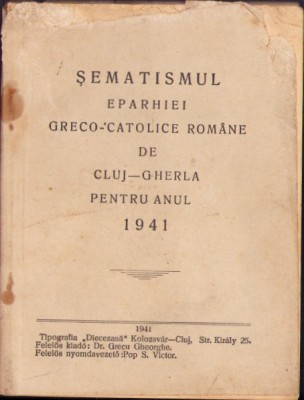 ŞEMATISMUL
EPARHIEI
GRECO-CATOLICE ROMÂNE
DE
CLUJ—GHERLA
PENTRU ANUL
1941
1941
Tipografia „Diecezană" Kolozsvár—Cluj, Str. Király 25.
Felelős kiadó: Dr. Grecu Gheorghe.
Felelős nyomdavezető:Pop S. Victor.